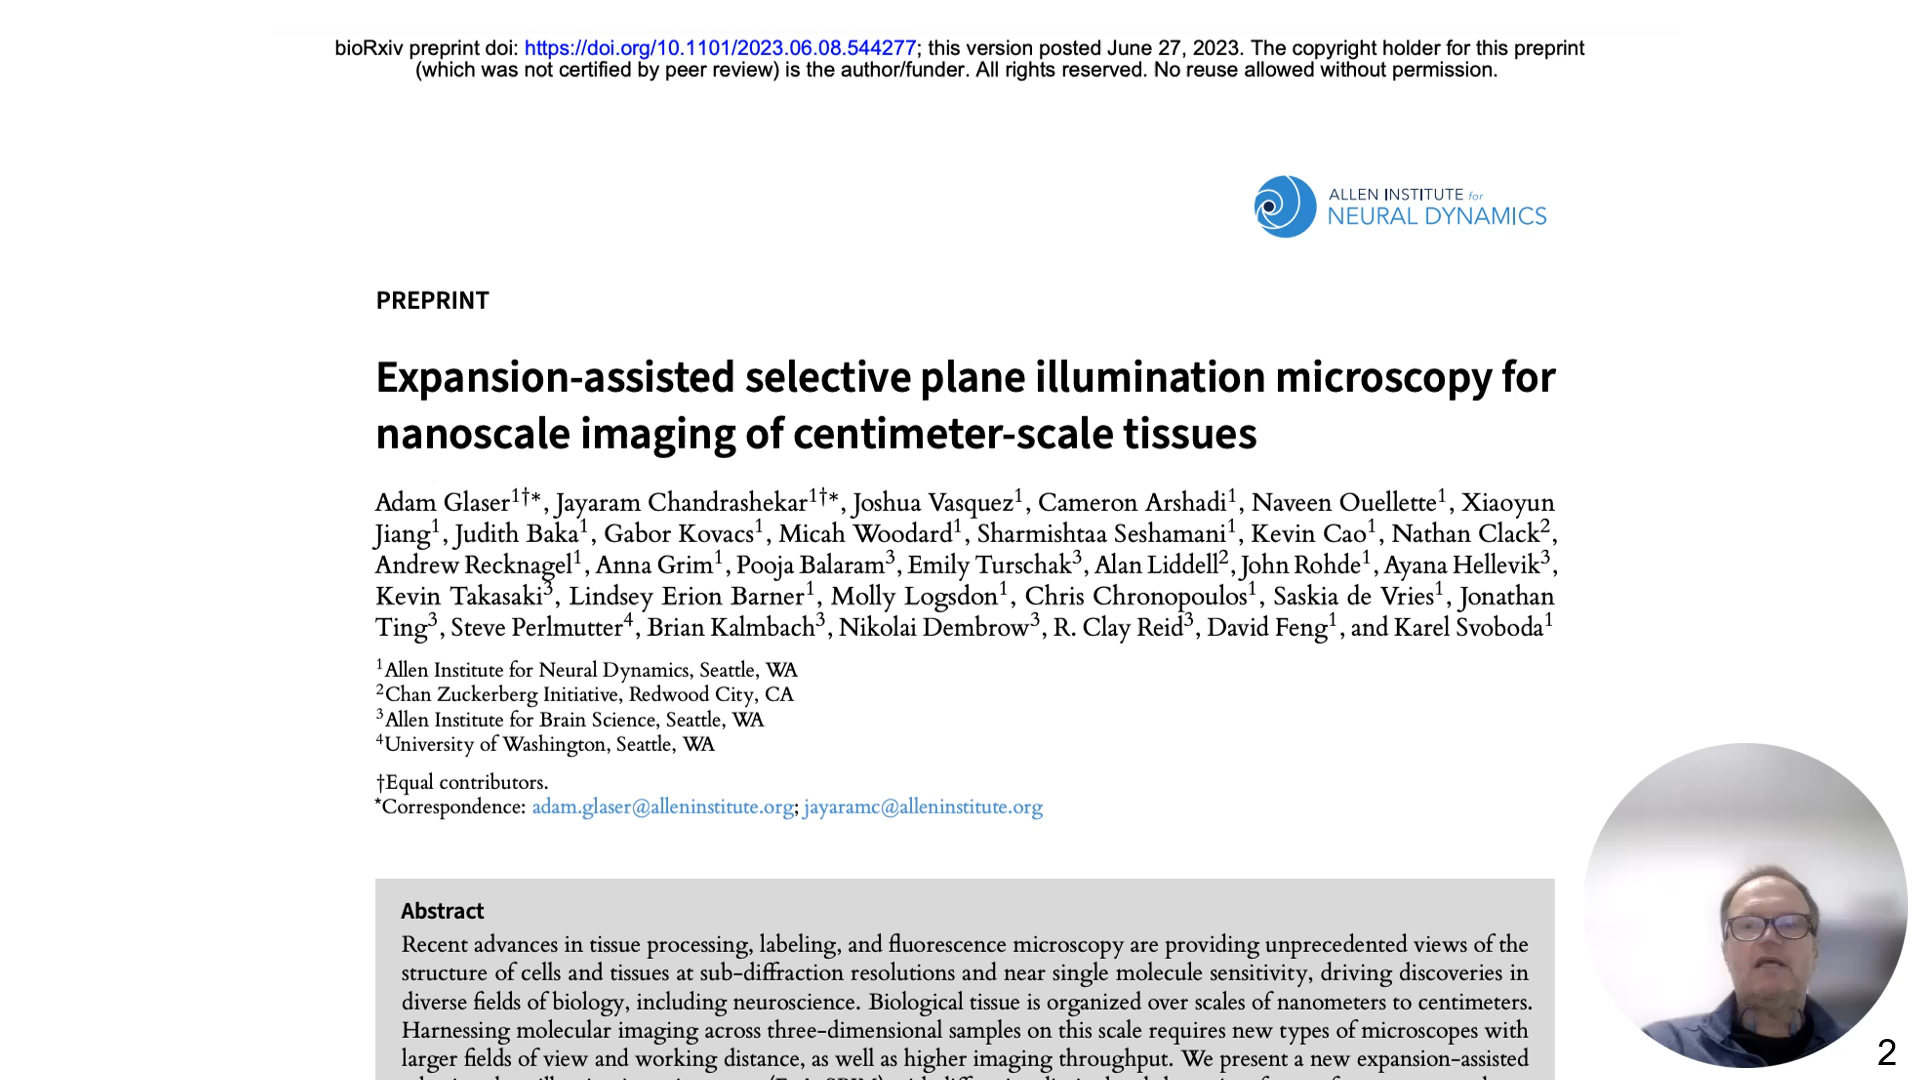 bioRxiv preprint doi: https://doi.org/10.1101/2023.06.08.544277; this version posted June 27, 2023. The copyright holder for this preprint
(which was not certified by peer review) is the author/funder. All rights reserved. No reuse allowed without permission.
ALLEN INSTITUTE for
NEURAL DYNAMICS
PREPRINT
Expansion-assisted selective plane illumination microscopy for
nanoscale imaging of centimeter-scale tissues
Adam Glaser¹†*, Jayaram Chandrashekar¹†*, Joshua Vasquez¹, Cameron Arshadi¹, Naveen Ouellette¹, Xiaoyun
Jiang¹, Judith Baka¹, Gabor Kovacs¹, Micah Woodard¹, Sharmishtaa Seshamani¹, Kevin Cao¹, Nathan Clack²,
Andrew Recknagel¹, Anna Grim¹, Pooja Balaram³, Emily Turschak³, Alan Liddell², John Rohde¹, Ayana Hellevik³,
Kevin Takasaki³, Lindsey Erion Barner¹, Molly Logsdon¹, Chris Chronopoulos¹, Saskia de Vries¹, Jonathan
Ting³, Steve Perlmutter⁴, Brian Kalmbach³, Nikolai Dembrow³, R. Clay Reid³, David Feng¹, and Karel Svoboda¹
¹Allen Institute for Neural Dynamics, Seattle, WA
²Chan Zuckerberg Initiative, Redwood City, CA
³Allen Institute for Brain Science, Seattle, WA
⁴University of Washington, Seattle, WA
†Equal contributors.
*Correspondence: adam.glaser@alleninstitute.org; jayaramc@alleninstitute.org
Abstract
Recent advances in tissue processing, labeling, and fluorescence microscopy are providing unprecedented views of the
structure of cells and tissues at sub-diffraction resolutions and near single molecule sensitivity, driving discoveries in
diverse fields of biology, including neuroscience. Biological tissue is organized over scales of nanometers to centimeters.
Harnessing molecular imaging across three-dimensional samples on this scale requires new types of microscopes with
larger fields of view and working distance, as well as higher imaging throughput. We present a new expansion-assisted
2